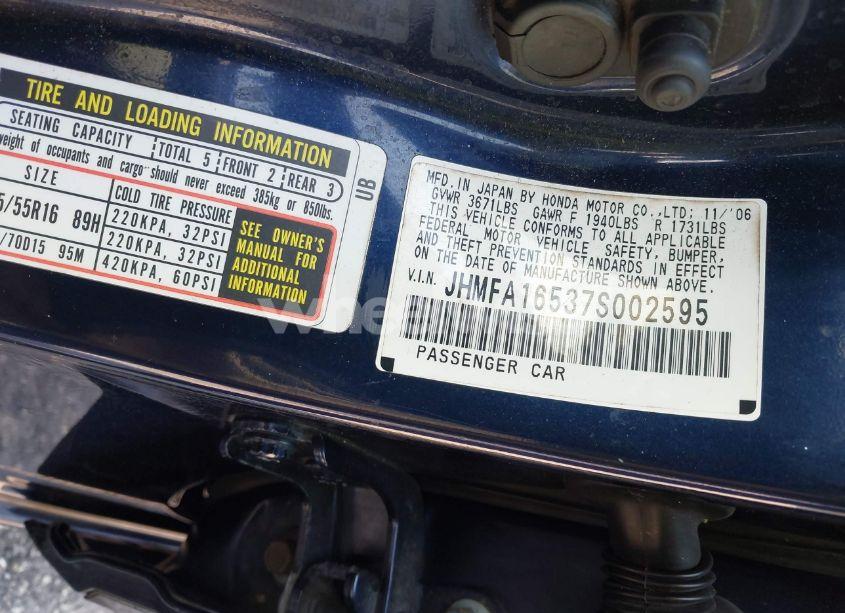 TIRE AND LOADING INFORMATION
SEATING CAPACITY TOTAL 5 FRONT 2 REAR 3
weight of occupants and cargo should never exceed 385kg or 850lbs.
SIZE COLD TIRE PRESSURE
5/55R16 89H 220KPA, 32PSI
220KPA, 32PSI
/70D15 95M 420KPA, 60PSI
SEE OWNER'S
MANUAL FOR
ADDITIONAL
INFORMATION
UB
MFD. IN JAPAN BY HONDA MOTOR CO., LTD; 11/'06
GVWR 3671LBS GAWR F 1940LBS R 1731LBS
THIS VEHICLE CONFORMS TO ALL APPLICABLE
FEDERAL MOTOR VEHICLE SAFETY, BUMPER,
AND THEFT PREVENTION STANDARDS IN EFFECT
ON THE DATE OF MANUFACTURE SHOWN ABOVE.
V.I.N. JHMFA16537S002595
PASSENGER CAR